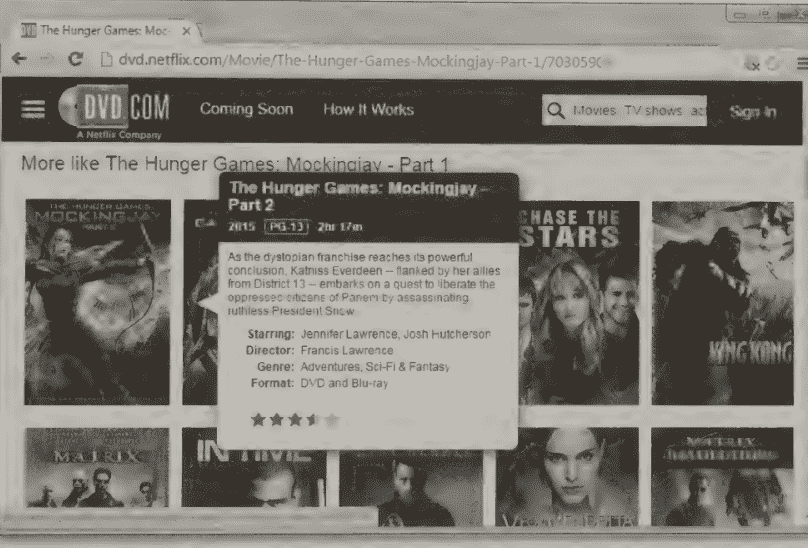 DVD The Hunger Games: Moc
dvd.netflix.com/Movie/The-Hunger-Games-Mockingjay-Part-1/7030590
DVD.COM
A Netflix Company
Coming Soon
How It Works
Movies, TV shows, act
Sign In
More like The Hunger Games: Mockingjay - Part 1
The Hunger Games: Mockingjay –
Part 2
2015 PG-13 2hr 17m
As the dystopian franchise reaches its powerful
conclusion, Katniss Everdeen -- flanked by her allies
from District 13 -- embarks on a quest to liberate the
oppressed citizens of Panem by assassinating
ruthless President Snow.
Starring: Jennifer Lawrence, Josh Hutcherson
Director: Francis Lawrence
Genre: Adventures, Sci-Fi & Fantasy
Format: DVD and Blu-ray
THE HUNGER GAMES
MOCKINGJAY
CHASE THE
STARS
KING KONG
MATRIX
IN TIME
V FOR VENDETTA
MATRIX